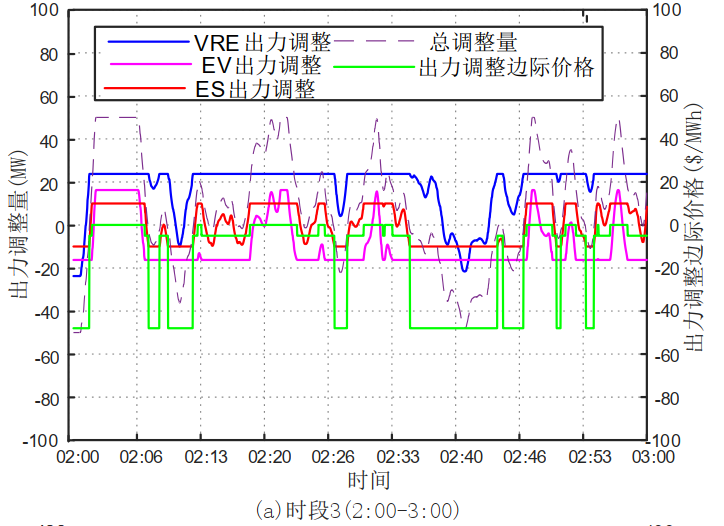 100 100
80 80
60 60
40 40
20 20
0 0
-20 -20
-40 -40
-60 -60
-80 -80
-100 -100
VRE出力调整 总调整量
EV出力调整 出力调整边际价格
ES出力调整
出力调整量(MW)
出力调整边际价格($/MWh)
02:00 02:06 02:13 02:20 02:26 02:33 02:40 02:46 02:53 03:00
时间
(a)时段3(2:00-3:00)